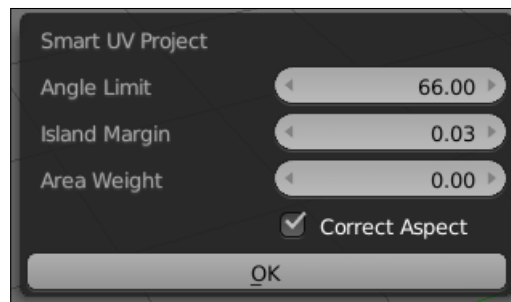 Smart UV Project
Angle Limit 66.00
Island Margin 0.03
Area Weight 0.00
Correct Aspect
OK